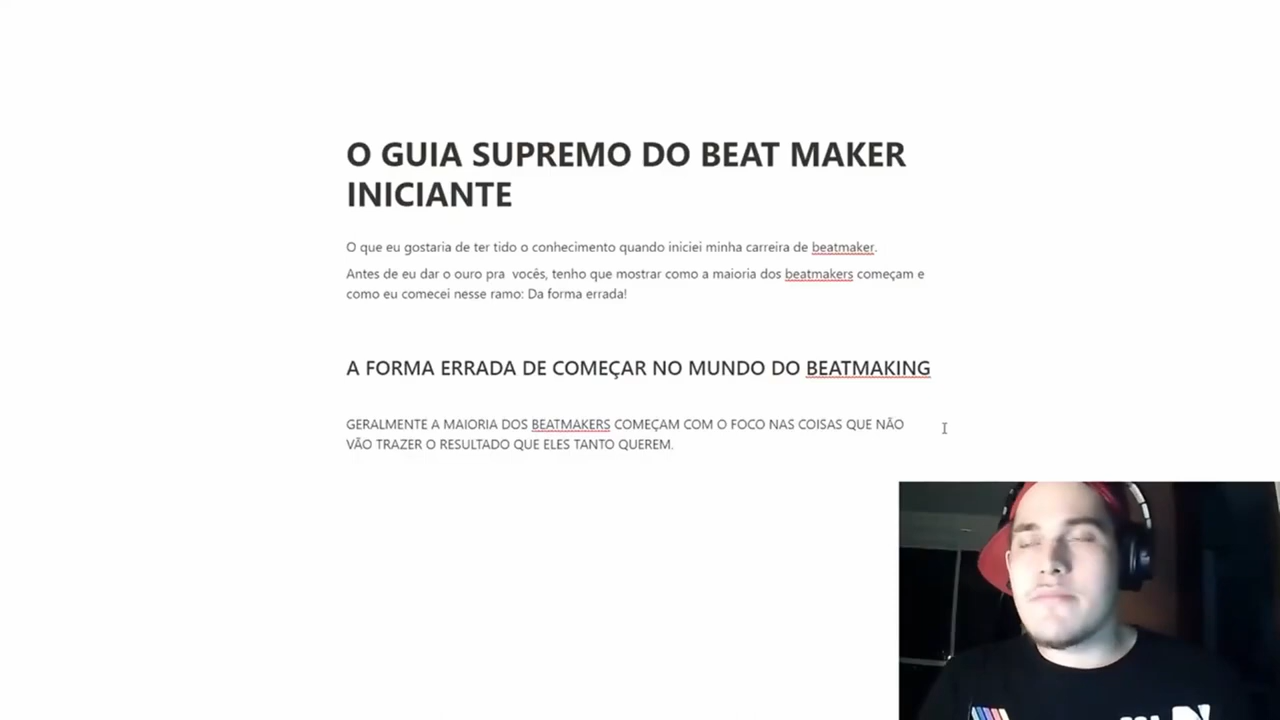 O GUIA SUPREMO DO BEAT MAKER
INICIANTE
O que eu gostaria de ter tido o conhecimento quando iniciei minha carreira de beatmaker.
Antes de eu dar o ouro pra  vocês, tenho que mostrar como a maioria dos beatmakers começam e
como eu comecei nesse ramo: Da forma errada!
A FORMA ERRADA DE COMEÇAR NO MUNDO DO BEATMAKING
GERALMENTE A MAIORIA DOS BEATMAKERS COMEÇAM COM O FOCO NAS COISAS QUE NÃO
VÃO TRAZER O RESULTADO QUE ELES TANTO QUEREM.